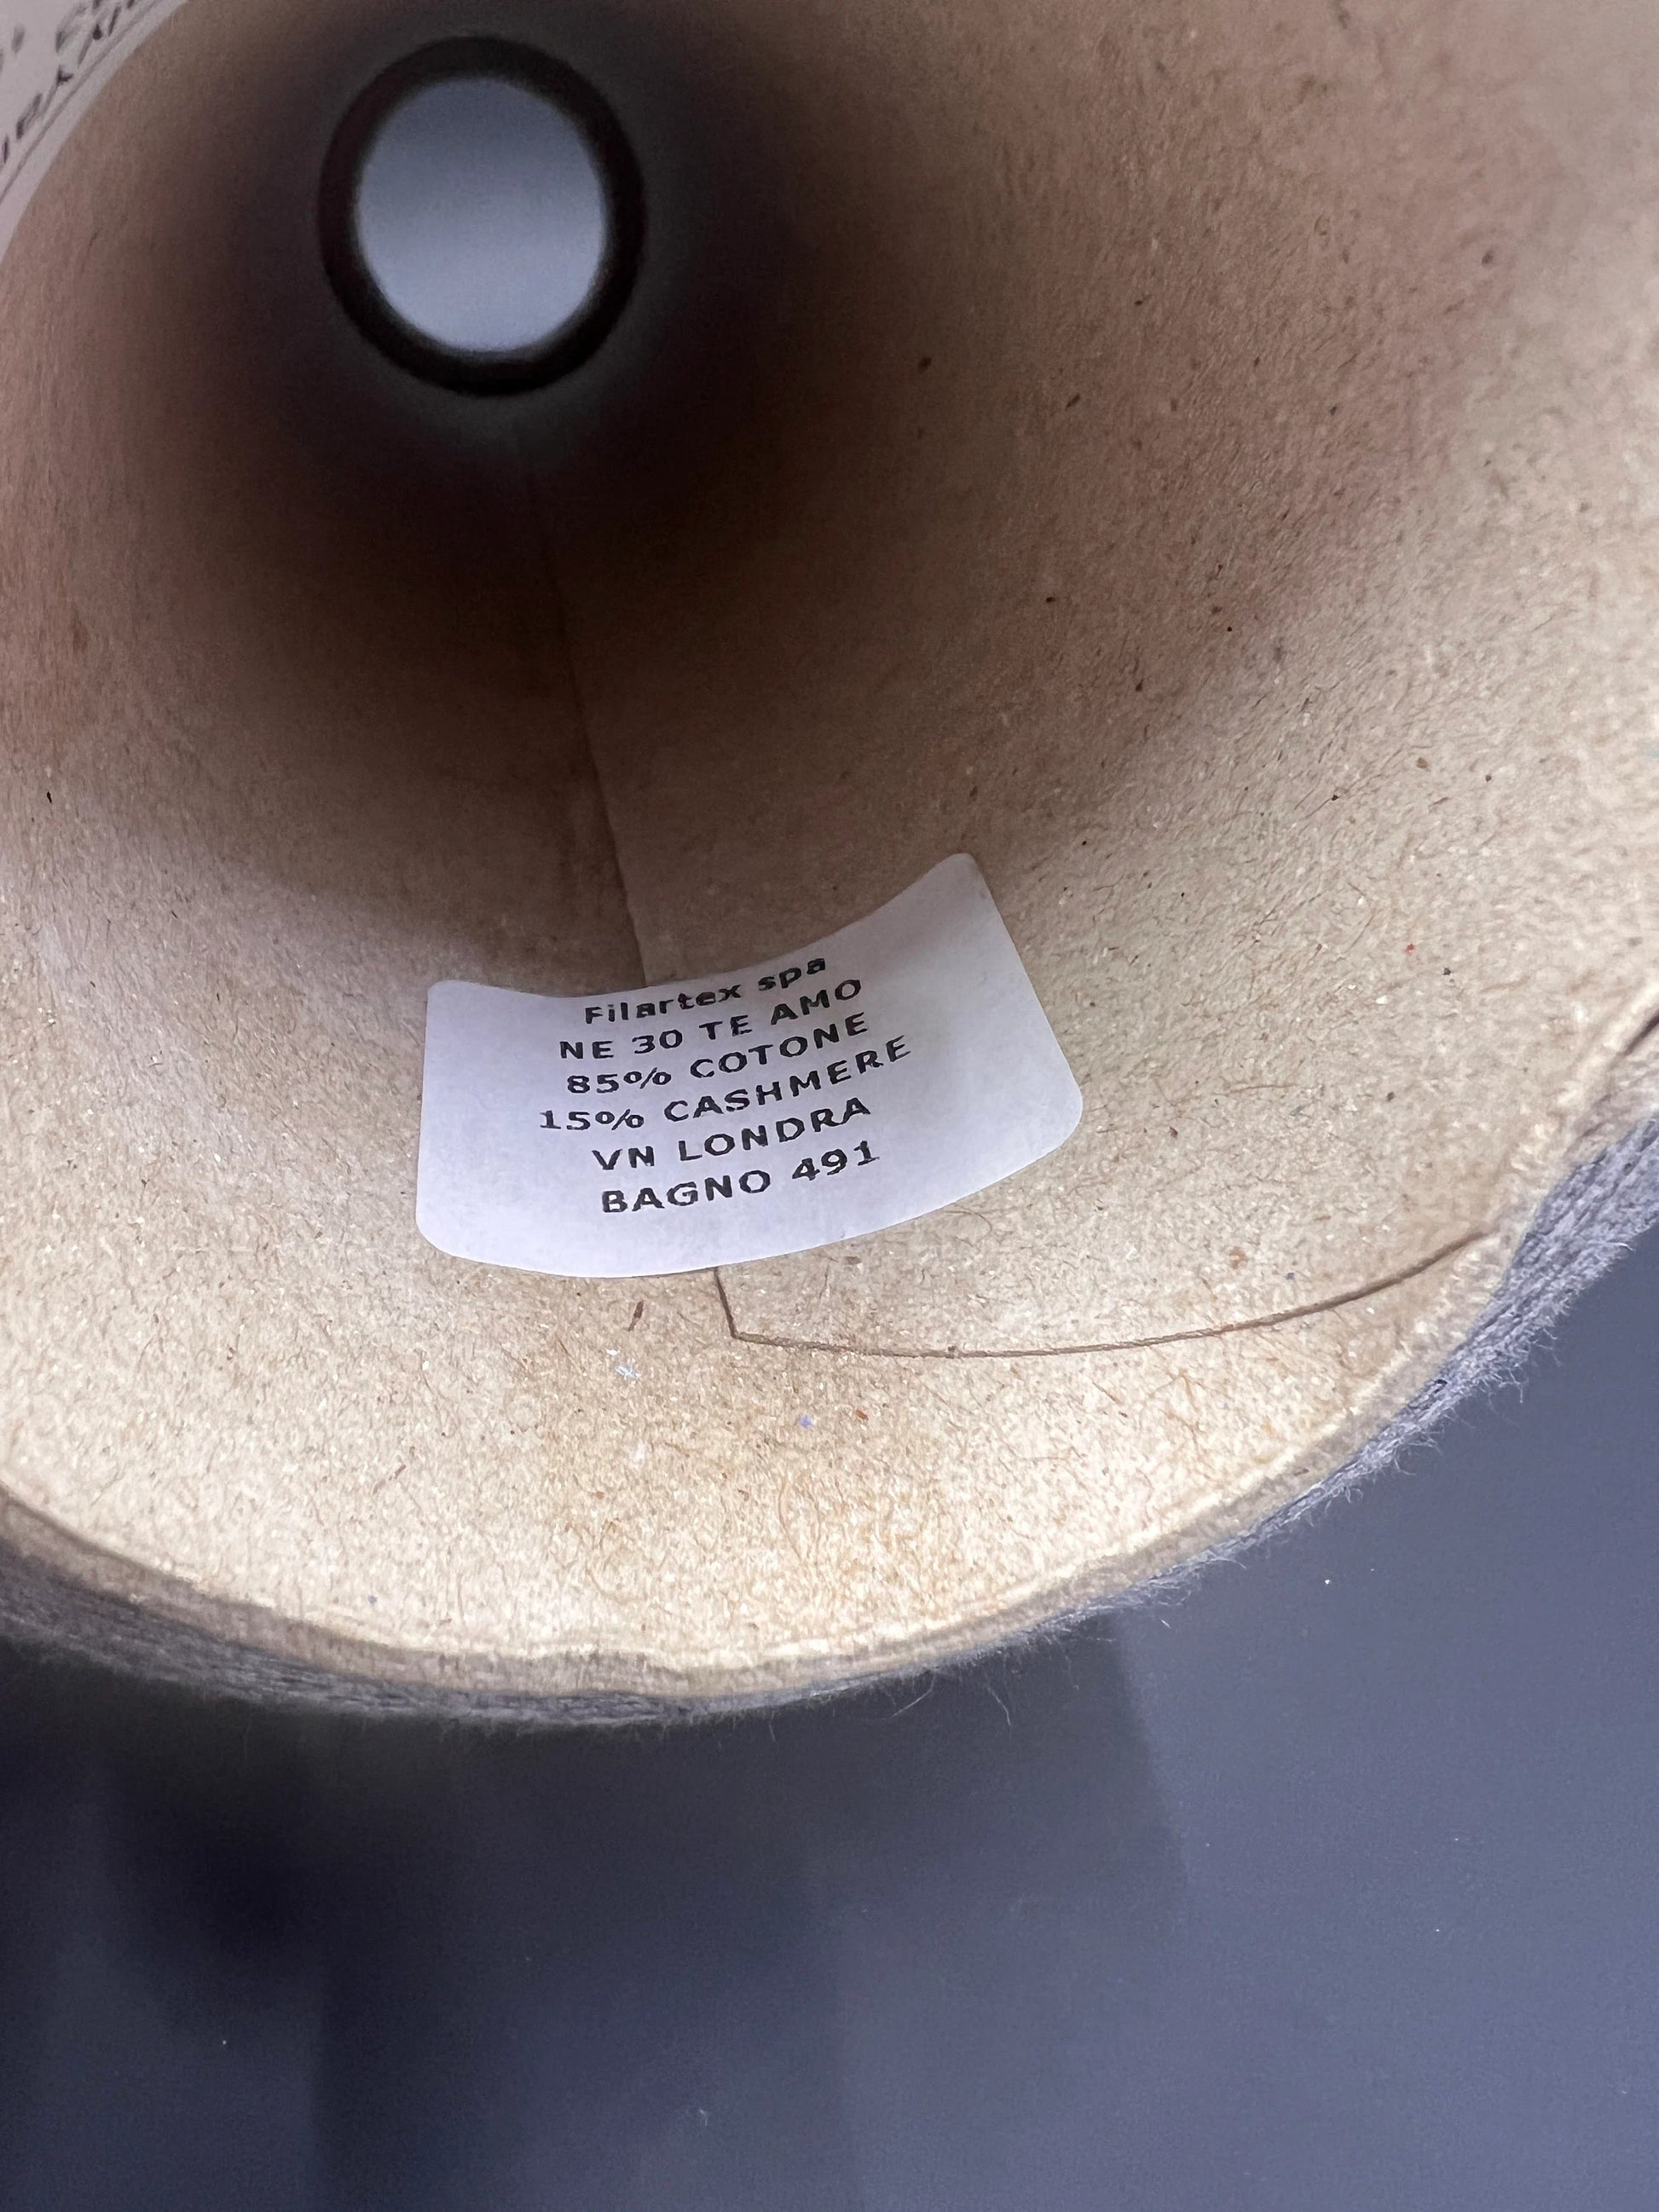 Filartex spa
NE 30 TE AMO
85% COTONE
15% CASHMERE
VN LONDRA
BAGNO 491